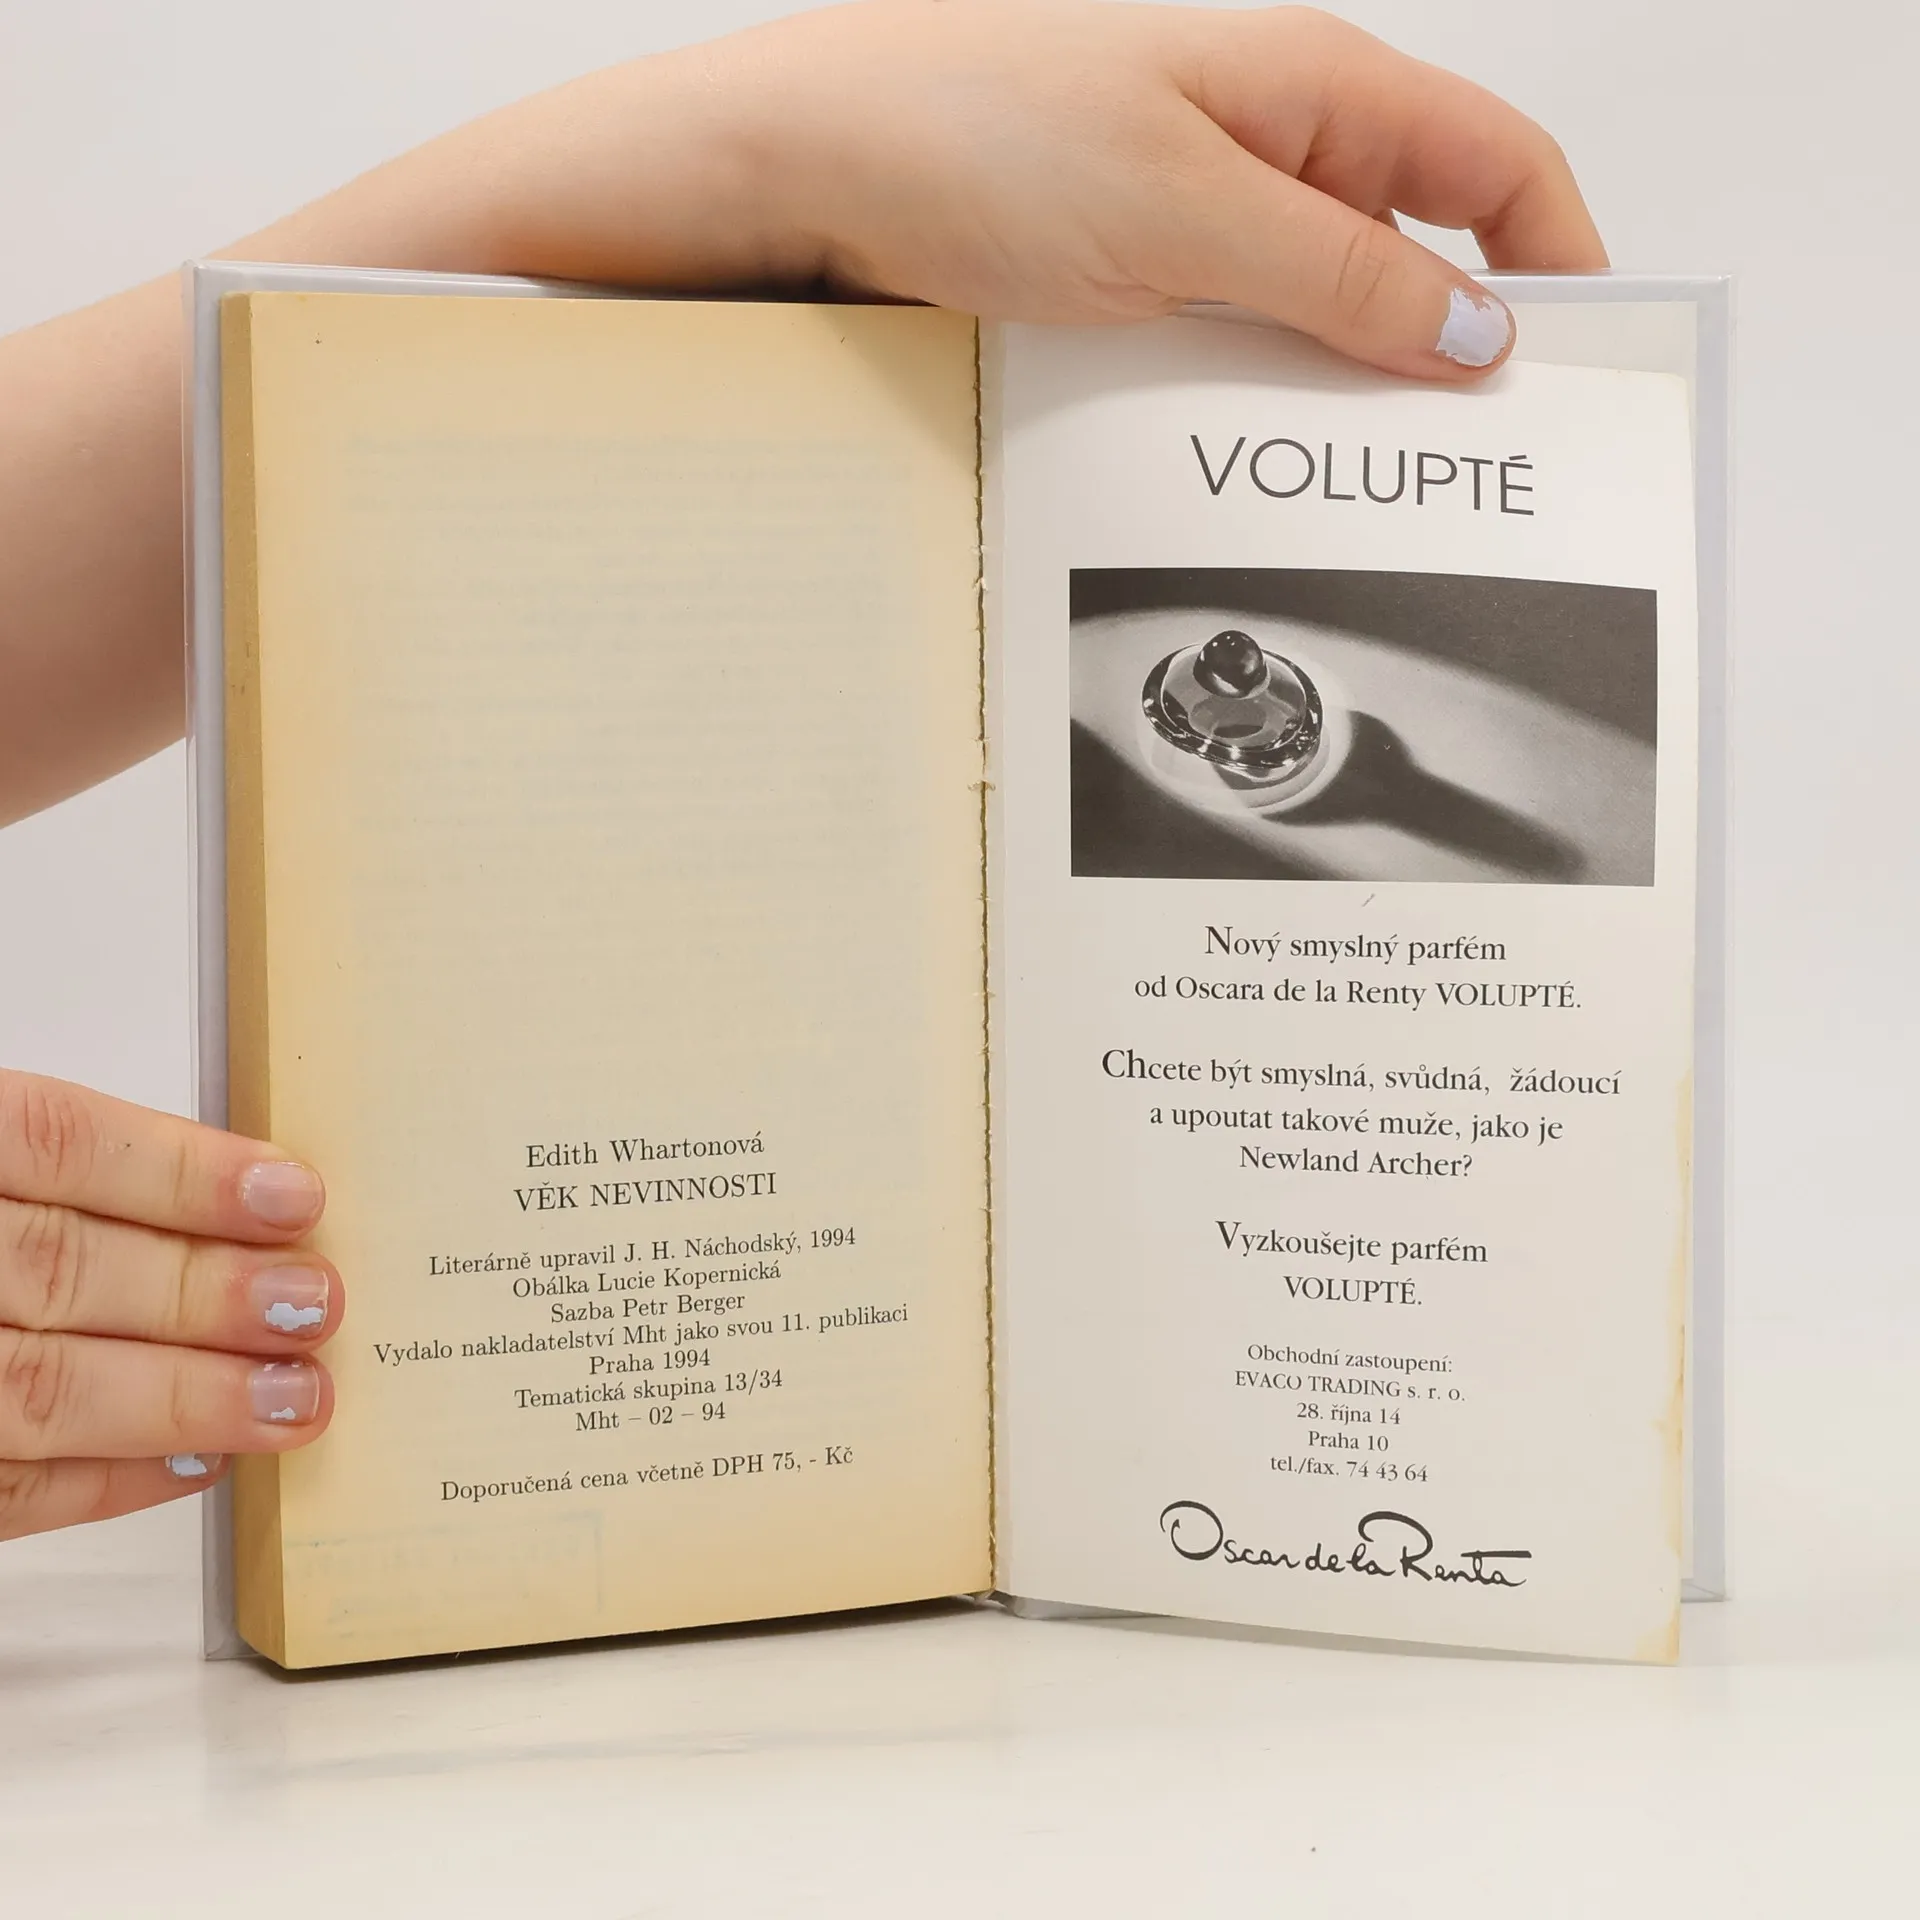 Edith Whartonová
VĚK NEVINNOSTI
Literárně upravil J. H. Náchodský, 1994
Obálka Lucie Kopernická
Sazba Petr Berger
Vydalo nakladatelství Mht jako svou 11. publikaci
Praha 1994
Tematická skupina 13/34
Mht – 02 – 94
Doporučená cena včetně DPH 75, - Kč
VOLUPTÉ
Nový smyslný parfém
od Oscara de la Renty VOLUPTÉ.
Chcete být smyslná, svůdná, žádoucí
a upoutat takové muže, jako je
Newland Archer?
Vyzkoušejte parfém
VOLUPTÉ.
Obchodní zastoupení:
EVACO TRADING s. r. o.
28. října 14
Praha 10
tel./fax. 74 43 64
Oscar de la Renta